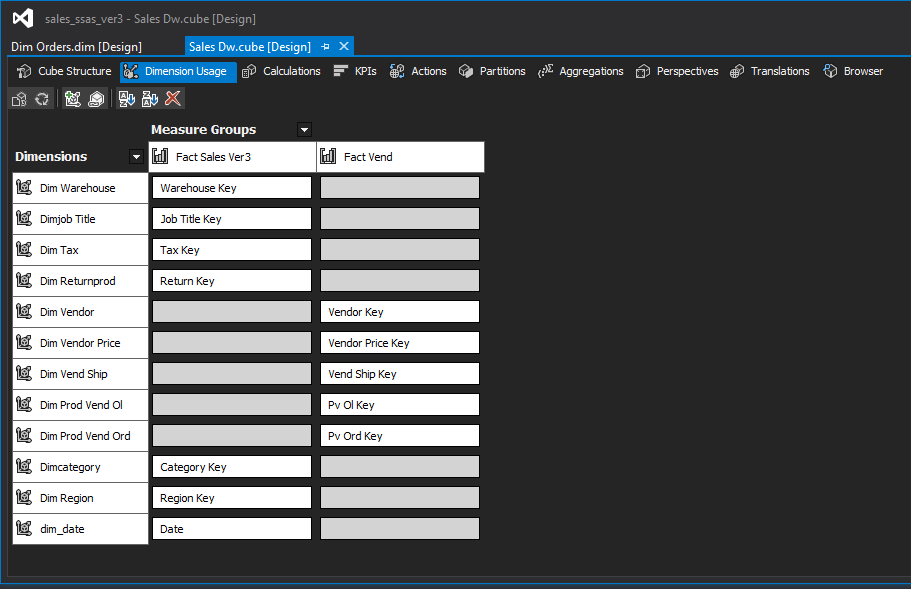 sales_ssas_ver3 - Sales Dw.cube [Design]
Dim Orders.dim [Design] Sales Dw.cube [Design]
Cube Structure Dimension Usage Calculations KPIs Actions Partitions Aggregations Perspectives Translations Browser
Measure Groups
Dimensions Fact Sales Ver3 Fact Vend
Dim Warehouse Warehouse Key
Dimjob Title Job Title Key
Dim Tax Tax Key
Dim Returnprod Return Key
Dim Vendor Vendor Key
Dim Vendor Price Vendor Price Key
Dim Vend Ship Vend Ship Key
Dim Prod Vend Ol Pv Ol Key
Dim Prod Vend Ord Pv Ord Key
Dimcategory Category Key
Dim Region Region Key
dim_date Date